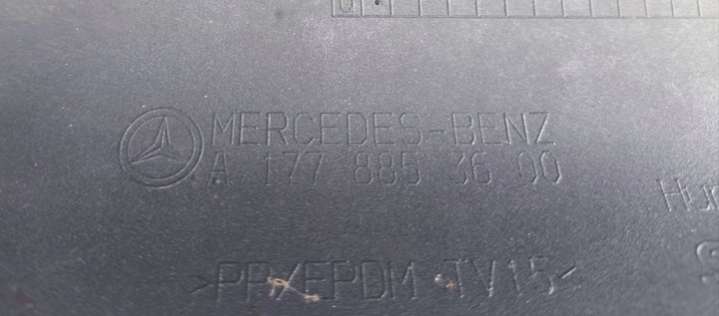 MERCEDES-BENZ
A 177 885 36 00
>PP/EPDM TV15<